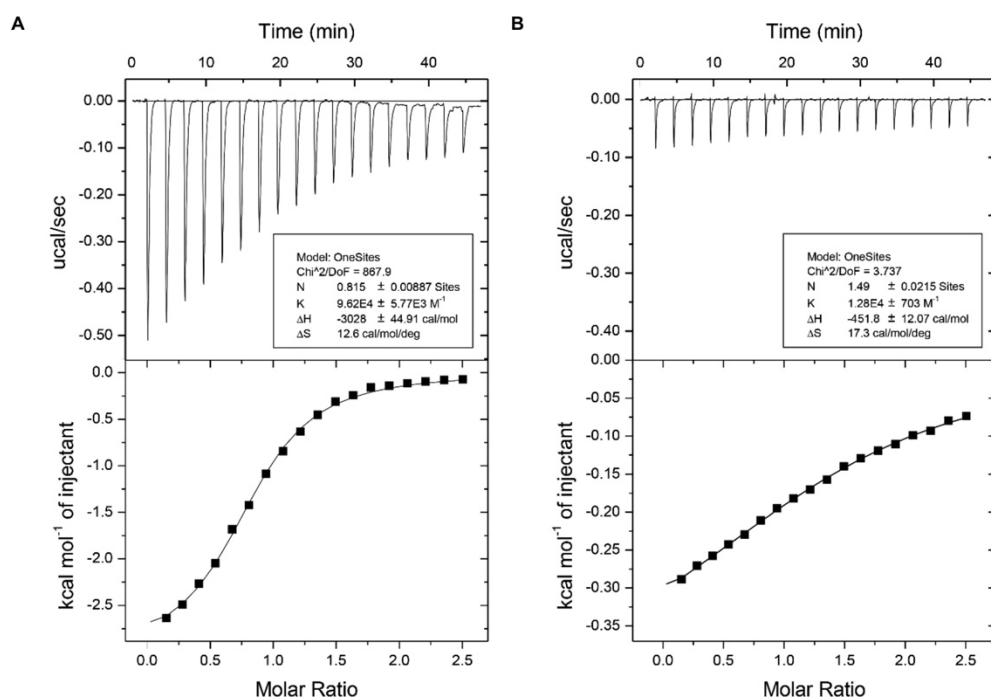 A
Time (min)
0 10 20 30 40
0.00
-0.10
-0.20
-0.30
-0.40
-0.50
ucal/sec
Model: OneSites
Chi^2/DoF = 867.9
N 0.815 ± 0.00887 Sites
K 9.62E4 ± 5.77E3 M⁻¹
ΔH -3028 ± 44.91 cal/mol
ΔS 12.6 cal/mol/deg
0.0
-0.5
-1.0
-1.5
-2.0
-2.5
kcal mol⁻¹ of injectant
0.0 0.5 1.0 1.5 2.0 2.5
Molar Ratio
B
Time (min)
0 10 20 30 40
0.00
-0.10
-0.20
-0.30
-0.40
ucal/sec
Model: OneSites
Chi^2/DoF = 3.737
N 1.49 ± 0.0215 Sites
K 1.28E4 ± 703 M⁻¹
ΔH -451.8 ± 12.07 cal/mol
ΔS 17.3 cal/mol/deg
0.00
-0.05
-0.10
-0.15
-0.20
-0.25
-0.30
-0.35
kcal mol⁻¹ of injectant
0.0 0.5 1.0 1.5 2.0 2.5
Molar Ratio